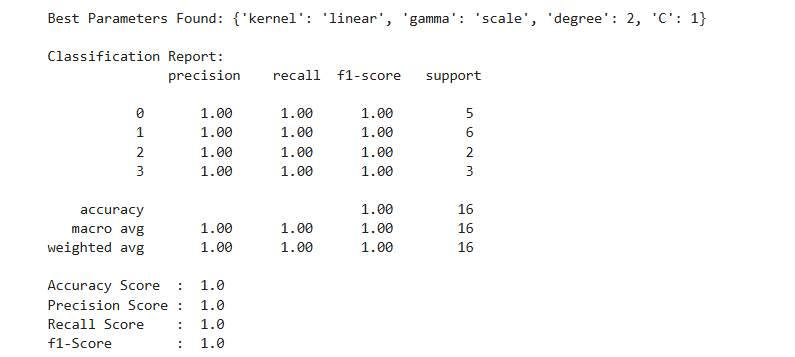 Best Parameters Found: {'kernel': 'linear', 'gamma': 'scale', 'degree': 2, 'C': 1}
Classification Report:
precision recall f1-score support
0 1.00 1.00 1.00 5
1 1.00 1.00 1.00 6
2 1.00 1.00 1.00 2
3 1.00 1.00 1.00 3
accuracy 1.00 16
macro avg 1.00 1.00 1.00 16
weighted avg 1.00 1.00 1.00 16
Accuracy Score : 1.0
Precision Score : 1.0
Recall Score : 1.0
f1-Score : 1.0